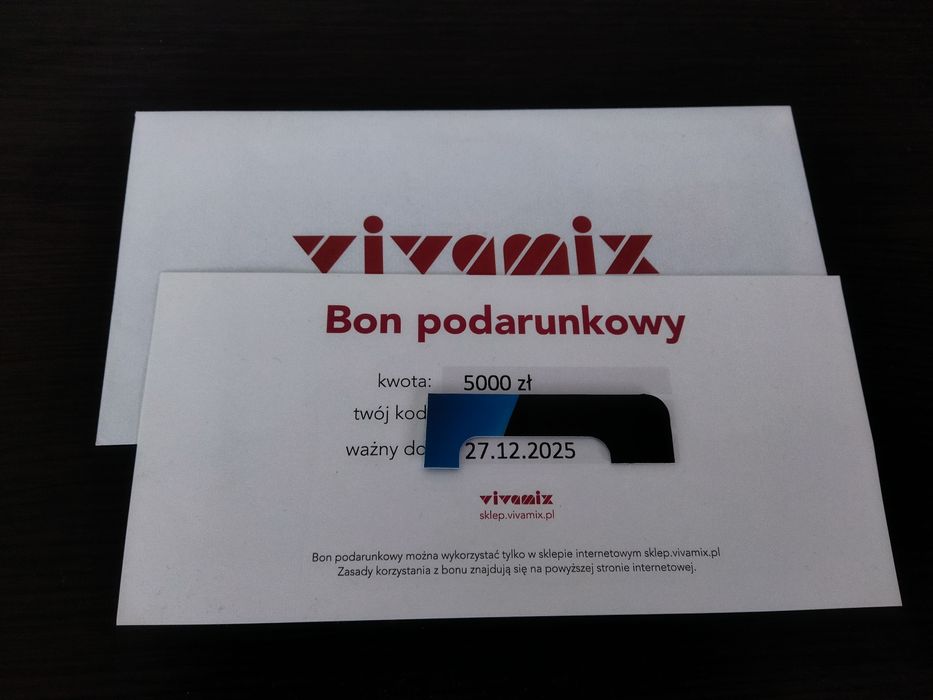 vivamix
Bon podarunkowy
kwota: 5000 zł
twój kod
ważny do 27.12.2025
vivamix
sklep.vivamix.pl
Bon podarunkowy można wykorzystać tylko w sklepie internetowym sklep.vivamix.pl
Zasady korzystania z bonu znajdują się na powyższej stronie internetowej.